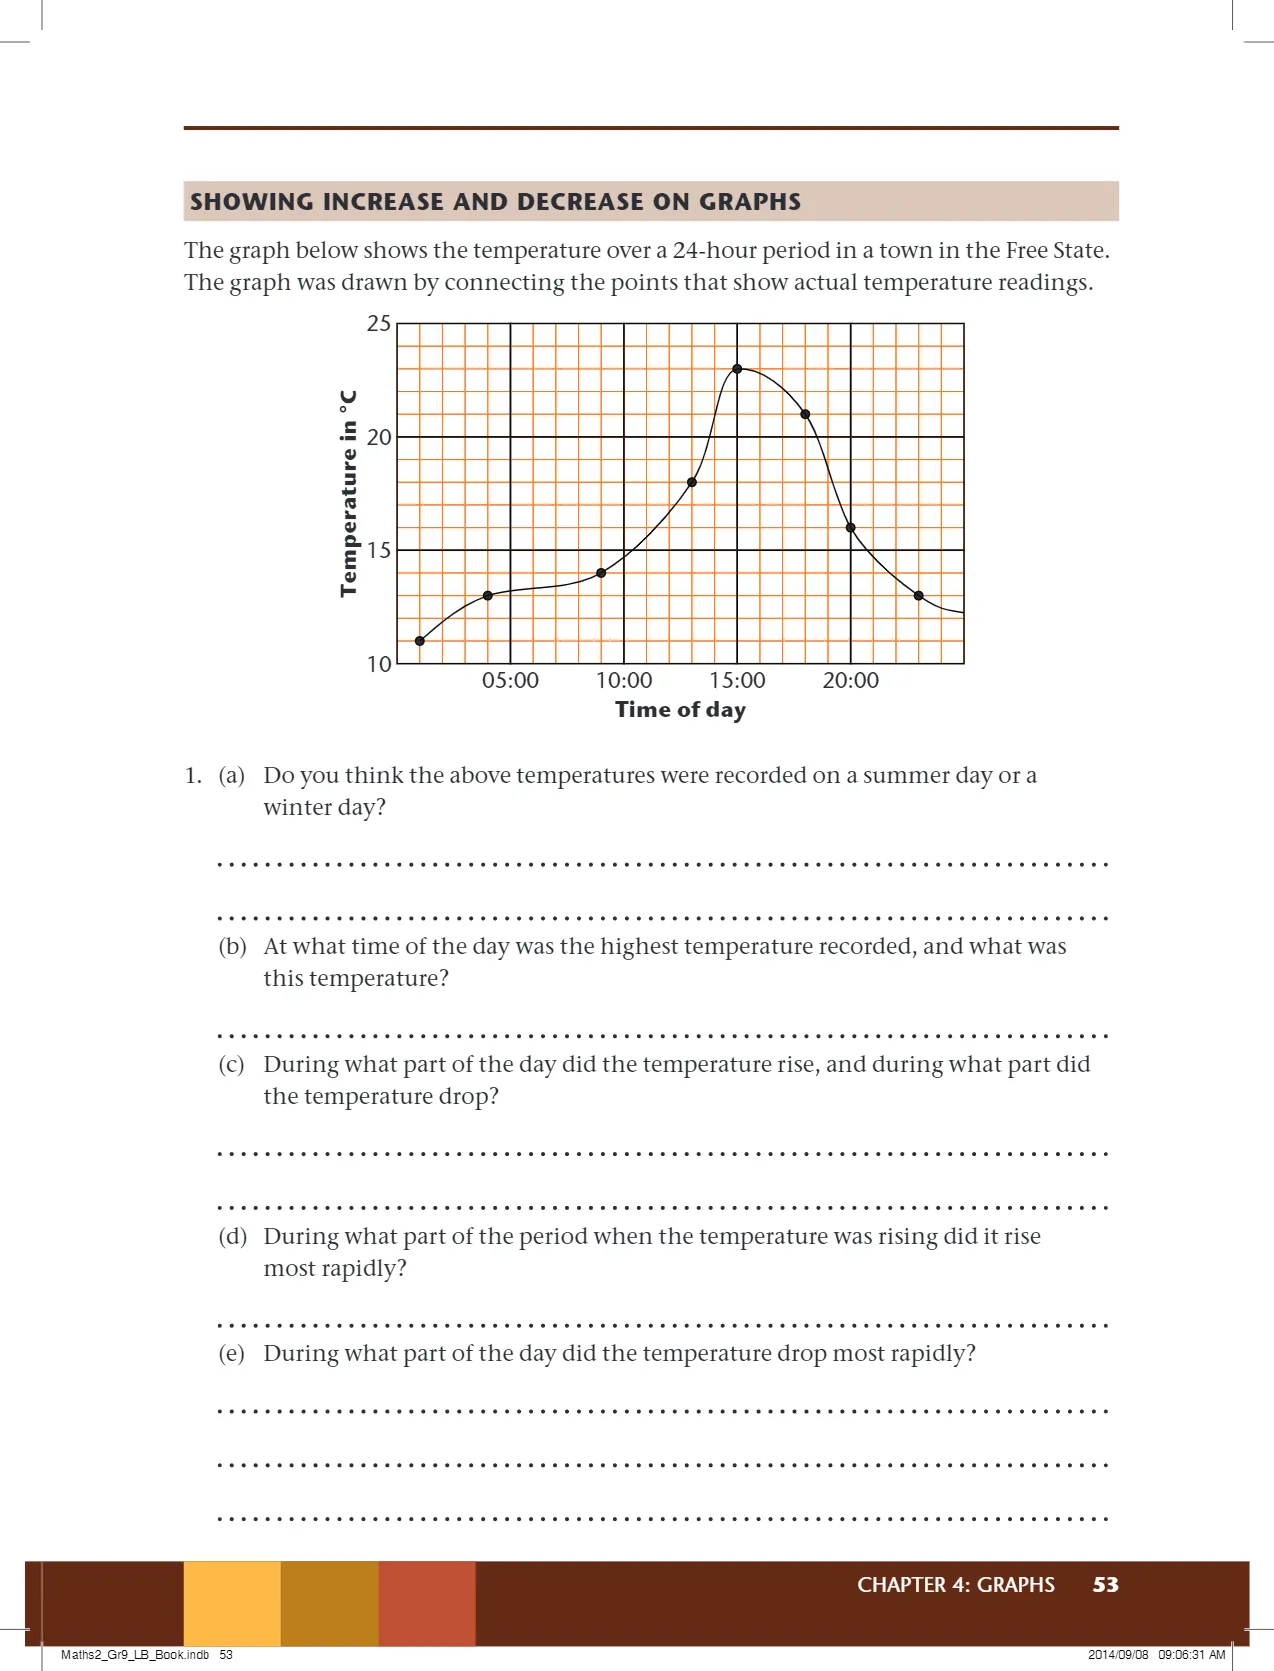 SHOWING INCREASE AND DECREASE ON GRAPHS
The graph below shows the temperature over a 24-hour period in a town in the Free State.
The graph was drawn by connecting the points that show actual temperature readings.
25
20
15
10
Temperature in °C
05:00 10:00 15:00 20:00
Time of day
1. (a) Do you think the above temperatures were recorded on a summer day or a
winter day?
(b) At what time of the day was the highest temperature recorded, and what was
this temperature?
(c) During what part of the day did the temperature rise, and during what part did
the temperature drop?
(d) During what part of the period when the temperature was rising did it rise
most rapidly?
(e) During what part of the day did the temperature drop most rapidly?
CHAPTER 4: GRAPHS 53
Maths2_Gr9_LB_Book.indb 53 2014/09/08 09:06:31 AM